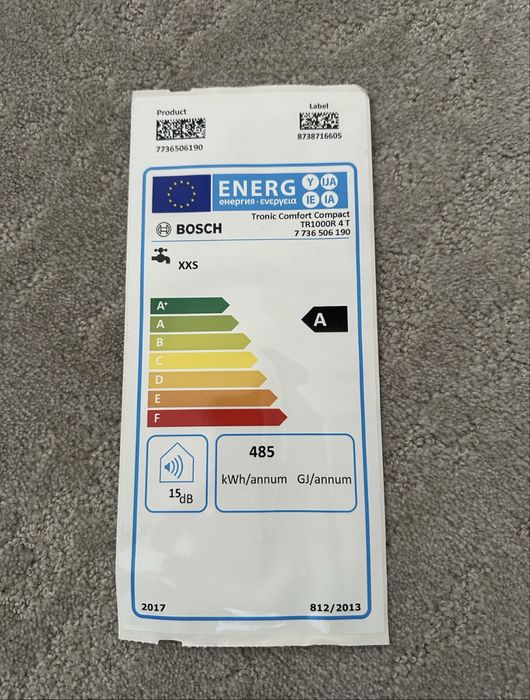 Product
Label
7736506190
8738716605
ENERG Y IJA
енергия · ενεργεια IE IA
Tronic Comfort Compact
BOSCH TR1000R 4 T
7 736 506 190
XXS
A+
A
A
B
C
D
E
F
485
kWh/annum GJ/annum
15dB
2017
812/2013